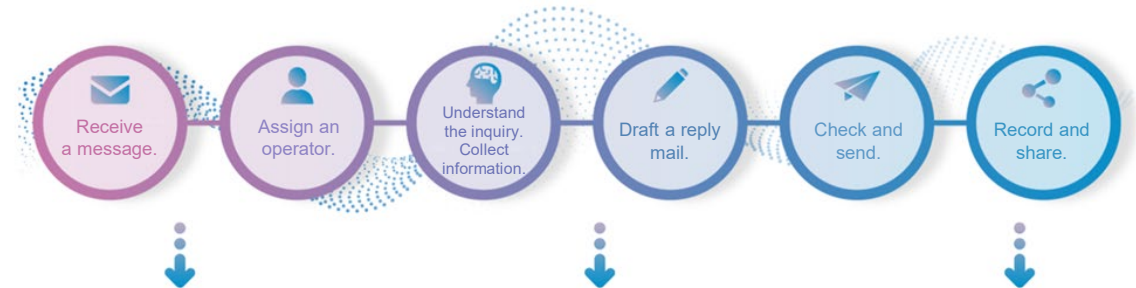 Receive
a message.
Assign an
operator.
Understand
the inquiry.
Collect
information.
Draft a reply
mail.
Check and
send.
Record and
share.